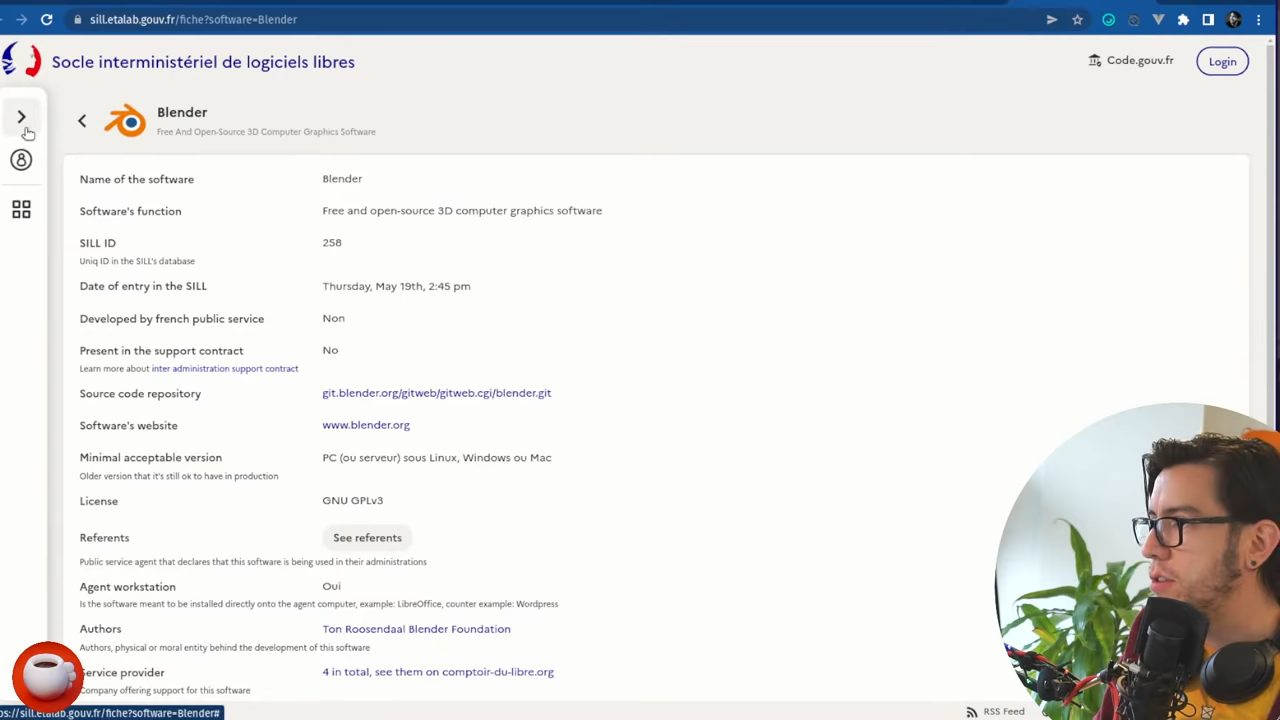 sill.etalab.gouv.fr/fiche?software=Blender
Socle interministériel de logiciels libres
Code.gouv.fr
Login
Blender
Free And Open-Source 3D Computer Graphics Software
Name of the software Blender
Software's function Free and open-source 3D computer graphics software
SILL ID 258
Uniq ID in the SILL's database
Date of entry in the SILL Thursday, May 19th, 2:45 pm
Developed by french public service Non
Present in the support contract No
Learn more about inter administration support contract
Source code repository git.blender.org/gitweb/gitweb.cgi/blender.git
Software's website www.blender.org
Minimal acceptable version PC (ou serveur) sous Linux, Windows ou Mac
Older version that it's still ok to have in production
License GNU GPLv3
Referents See referents
Public service agent that declares that this software is being used in their administrations
Agent workstation Oui
Is the software meant to be installed directly onto the agent computer, example: LibreOffice, counter example: Wordpress
Authors Ton Roosendaal Blender Foundation
Authors, physical or moral entity behind the development of this software
Service provider 4 in total, see them on comptoir-du-libre.org
Company offering support for this software
ps://sill.etalab.gouv.fr/fiche?software=Blender#
RSS Feed